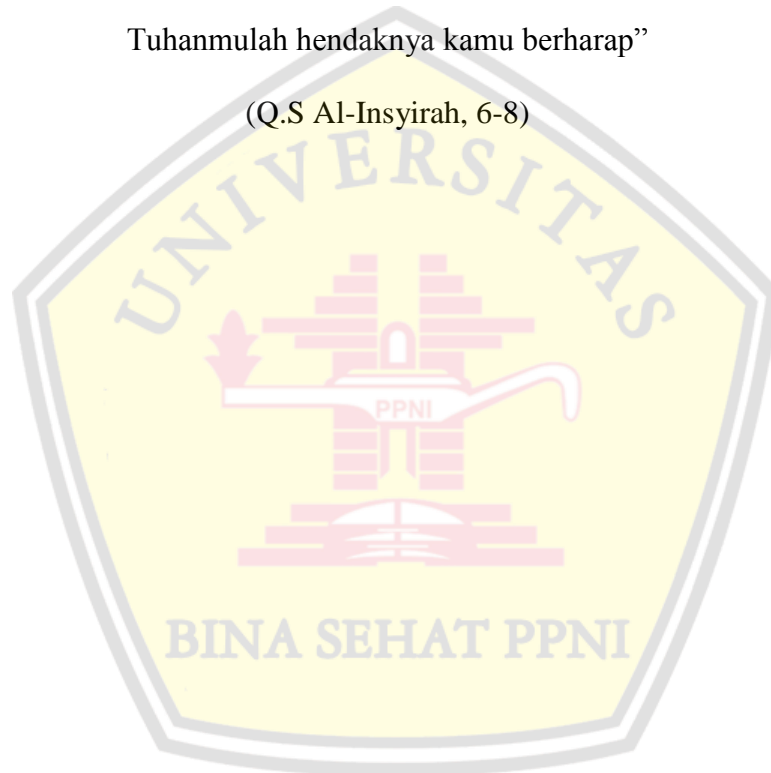 Tuhanmulah hendaknya kamu berharap”
(Q.S Al-Insyirah, 6-8)
UNIVERSITAS
PPNI
BINA SEHAT PPNI